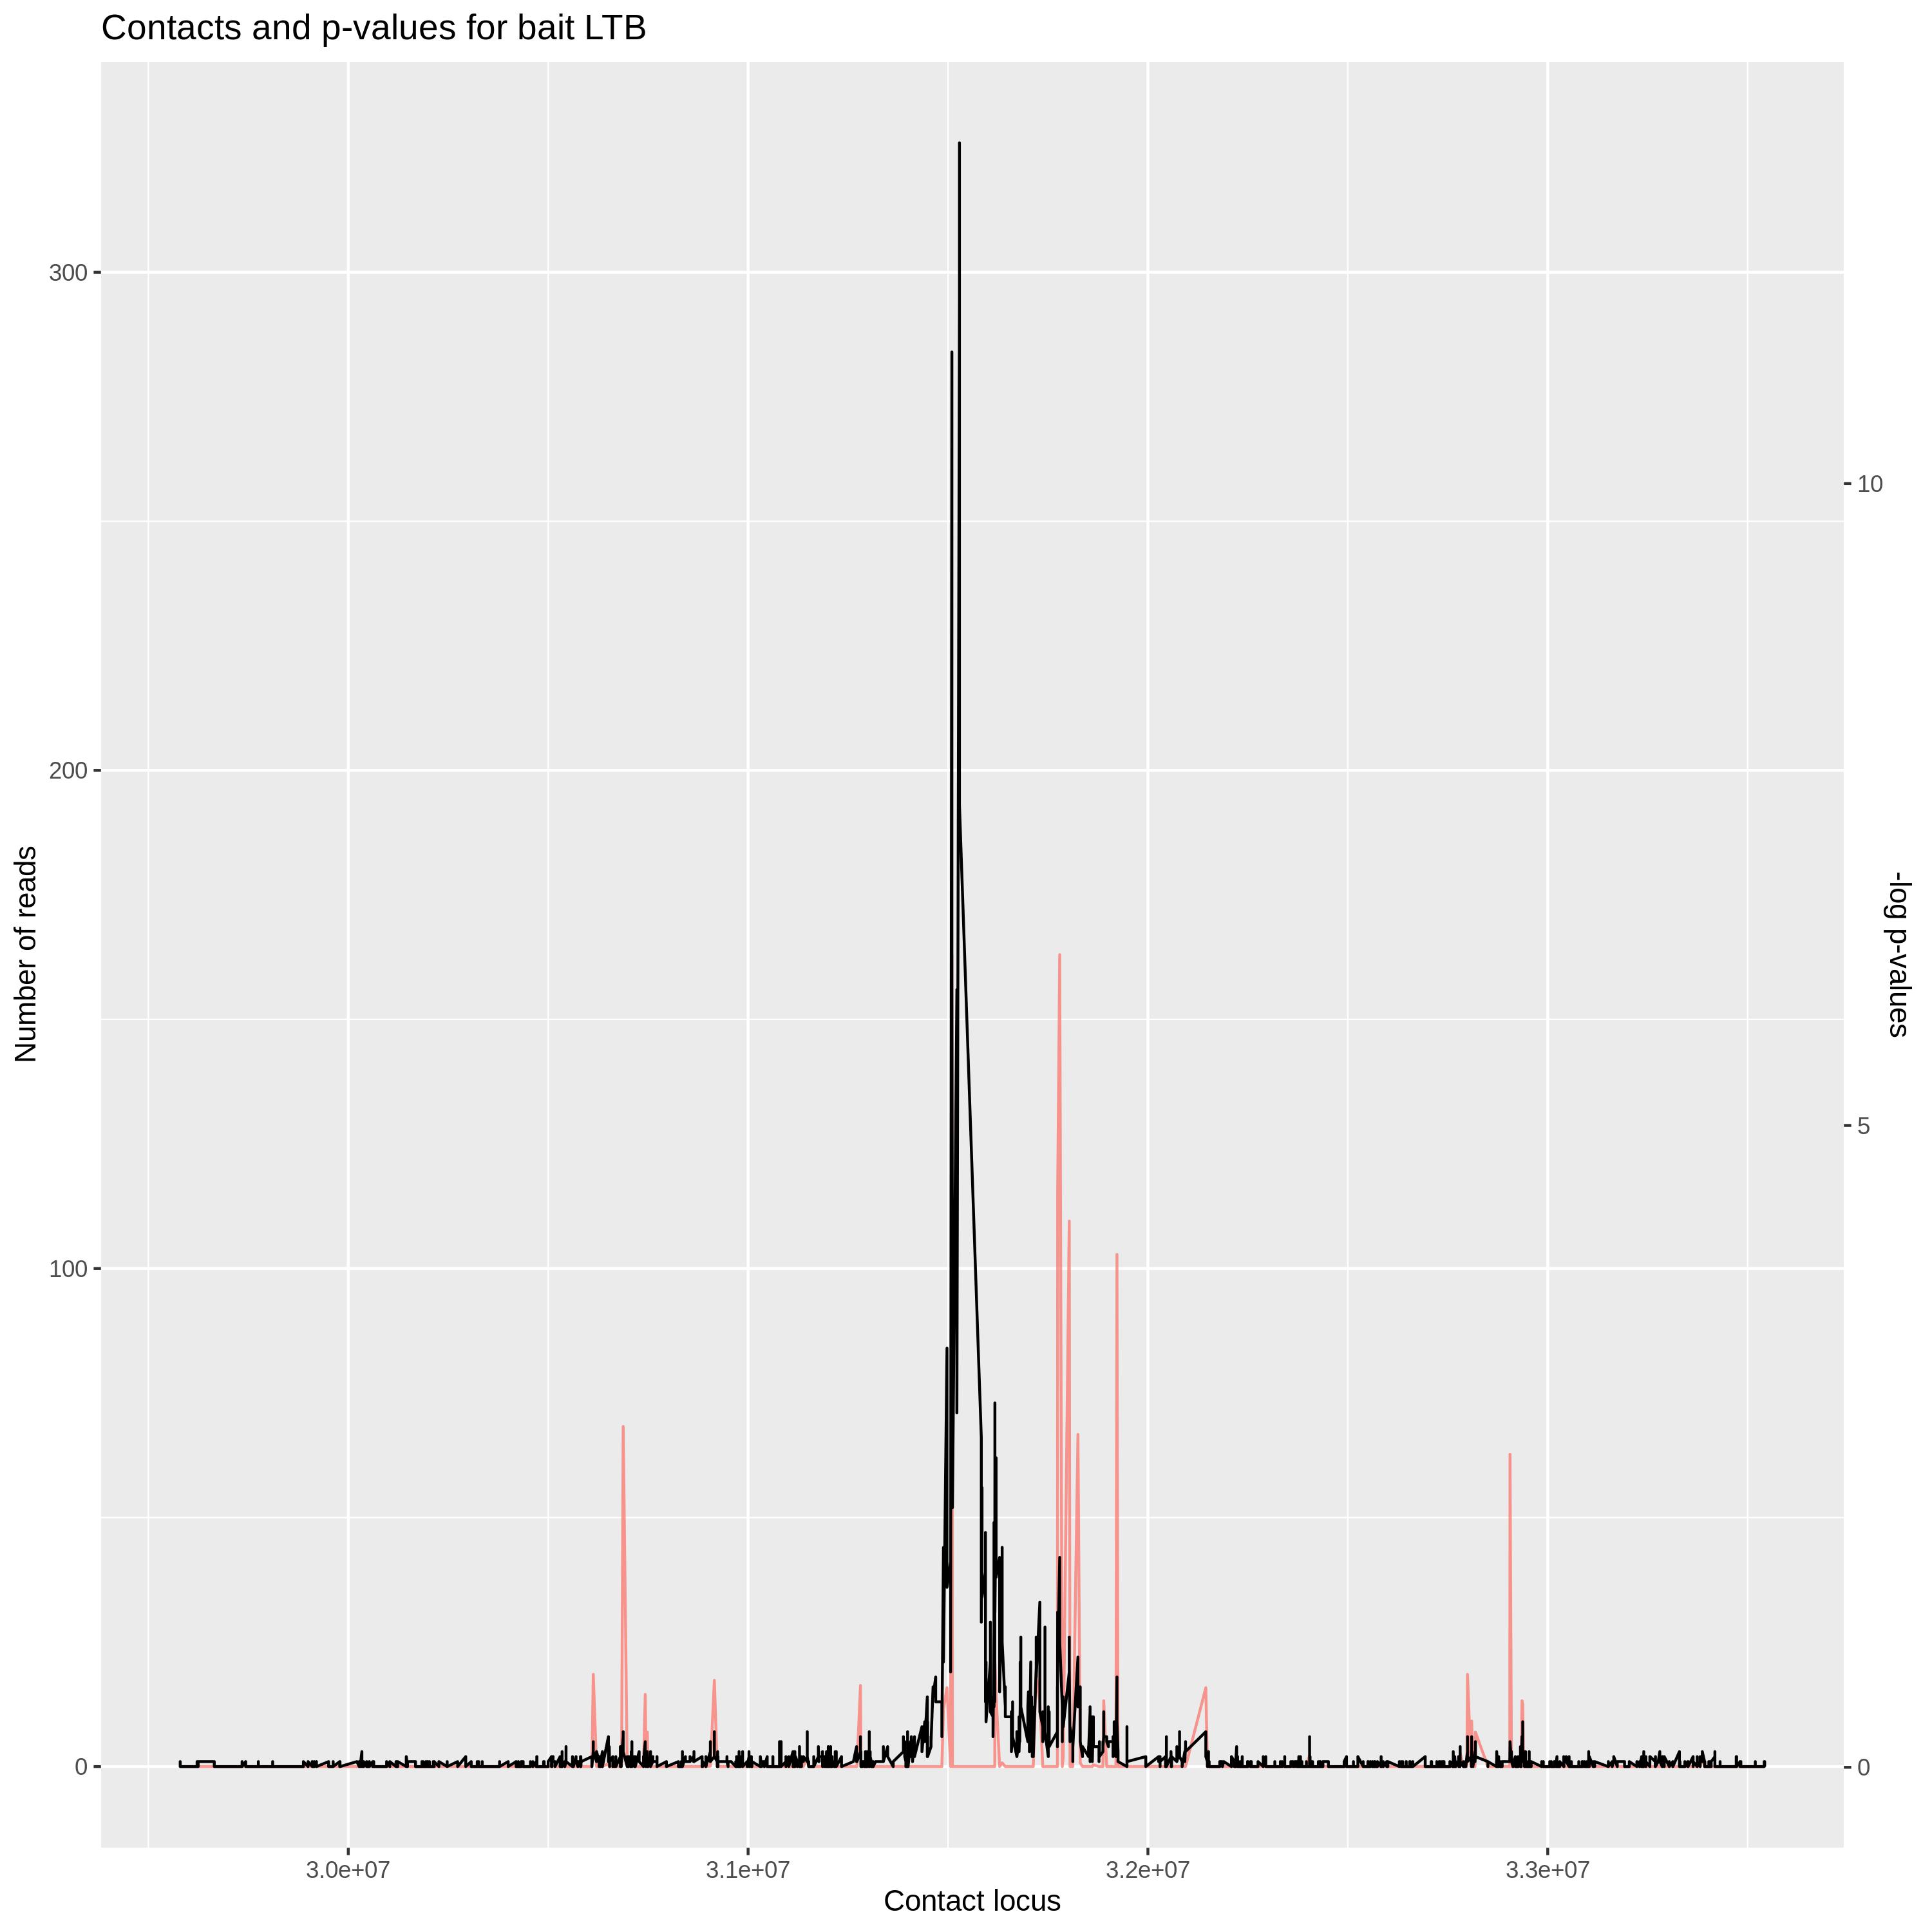 Contacts and p-values for bait LTB
300
200
100
0
Number of reads
10
5
0
-log p-values
3.0e+07 3.1e+07 3.2e+07 3.3e+07
Contact locus